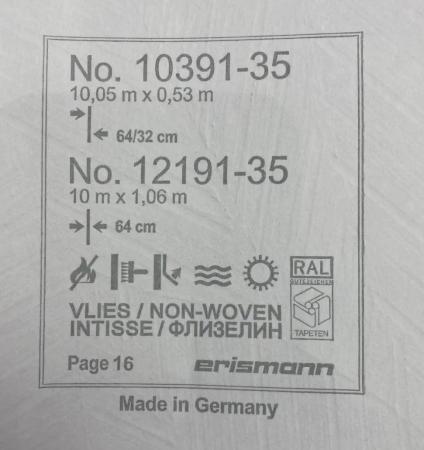 No. 10391-35
10,05 m x 0,53 m
64/32 cm
No. 12191-35
10 m x 1,06 m
64 cm
RAL
GÜTEZEICHEN
TAPETEN
VLIES / NON-WOVEN
INTISSE / ФЛИЗЕЛИН
Page 16
erismann
Made in Germany